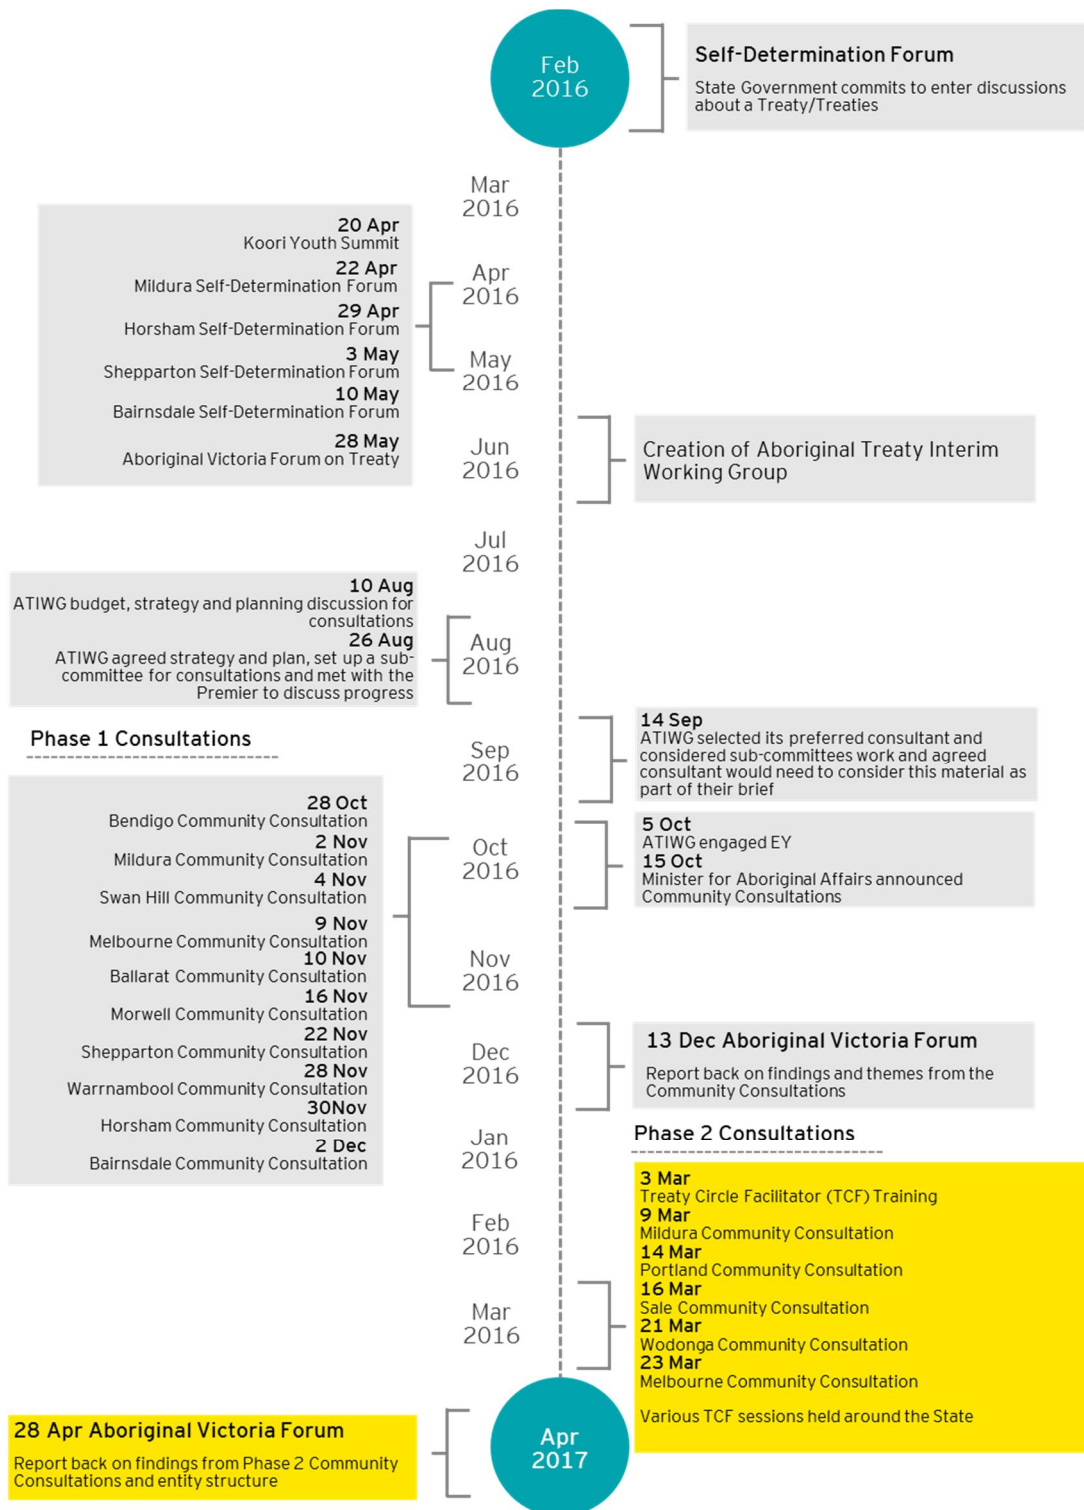 Feb
2016
Self-Determination Forum
State Government commits to enter discussions
about a Treaty/Treaties
Mar
2016
20 Apr
Koori Youth Summit
22 Apr
Mildura Self-Determination Forum
29 Apr
Horsham Self-Determination Forum
3 May
Shepparton Self-Determination Forum
10 May
Bairnsdale Self-Determination Forum
28 May
Aboriginal Victoria Forum on Treaty
Apr
2016
May
2016
Jun
2016
Creation of Aboriginal Treaty Interim
Working Group
Jul
2016
10 Aug
ATIWG budget, strategy and planning discussion for
consultations
26 Aug
ATIWG agreed strategy and plan, set up a sub-
committee for consultations and met with the
Premier to discuss progress
Aug
2016
Sep
2016
14 Sep
ATIWG selected its preferred consultant and
considered sub-committees work and agreed
consultant would need to consider this material as
part of their brief
Phase 1 Consultations
28 Oct
Bendigo Community Consultation
2 Nov
Mildura Community Consultation
4 Nov
Swan Hill Community Consultation
9 Nov
Melbourne Community Consultation
10 Nov
Ballarat Community Consultation
16 Nov
Morwell Community Consultation
22 Nov
Shepparton Community Consultation
28 Nov
Warrnambool Community Consultation
30Nov
Horsham Community Consultation
2 Dec
Bairnsdale Community Consultation
Oct
2016
5 Oct
ATIWG engaged EY
15 Oct
Minister for Aboriginal Affairs announced
Community Consultations
Nov
2016
Dec
2016
13 Dec Aboriginal Victoria Forum
Report back on findings and themes from the
Community Consultations
Jan
2016
Feb
2016
Mar
2016
Phase 2 Consultations
3 Mar
Treaty Circle Facilitator (TCF) Training
9 Mar
Mildura Community Consultation
14 Mar
Portland Community Consultation
16 Mar
Sale Community Consultation
21 Mar
Wodonga Community Consultation
23 Mar
Melbourne Community Consultation
Various TCF sessions held around the State
28 Apr Aboriginal Victoria Forum
Report back on findings from Phase 2 Community
Consultations and entity structure
Apr
2017